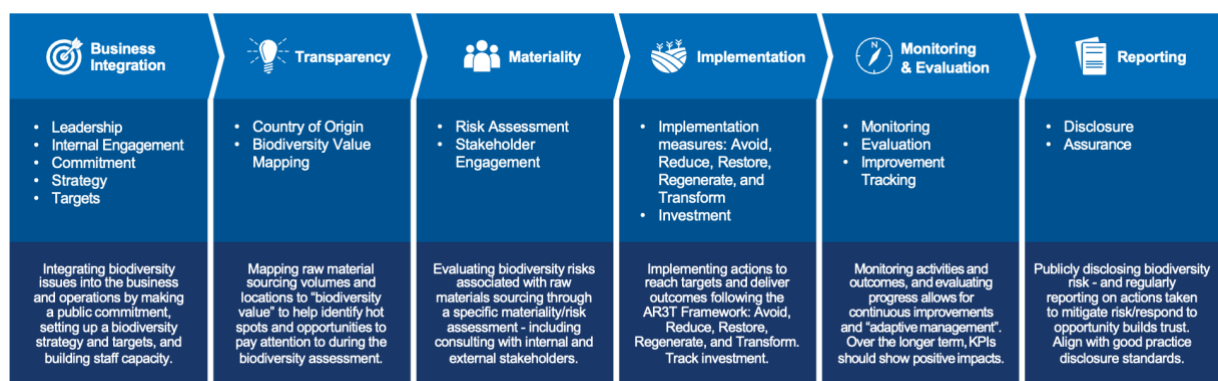 Business
Integration
Transparency
Materiality
Implementation
N
Monitoring
& Evaluation
Reporting
• Leadership
• Internal Engagement
• Commitment
• Strategy
• Targets
• Country of Origin
• Biodiversity Value
Mapping
• Risk Assessment
• Stakeholder
Engagement
• Implementation
measures: Avoid,
Reduce, Restore,
Regenerate, and
Transform
• Investment
• Monitoring
• Evaluation
• Improvement
Tracking
• Disclosure
• Assurance
Integrating biodiversity
issues into the business
and operations by making
a public commitment,
setting up a biodiversity
strategy and targets, and
building staff capacity.
Mapping raw material
sourcing volumes and
locations to “biodiversity
value” to help identify hot
spots and opportunities to
pay attention to during the
biodiversity assessment.
Evaluating biodiversity risks
associated with raw
materials sourcing through
a specific materiality/risk
assessment - including
consulting with internal and
external stakeholders.
Implementing actions to
reach targets and deliver
outcomes following the
AR3T Framework: Avoid,
Reduce, Restore,
Regenerate, and Transform.
Track investment.
Monitoring activities and
outcomes, and evaluating
progress allows for
continuous improvements
and “adaptive management”.
Over the longer term, KPIs
should show positive impacts.
Publicly disclosing biodiversity
risk - and regularly
reporting on actions taken
to mitigate risk/respond to
opportunity builds trust.
Align with good practice
disclosure standards.